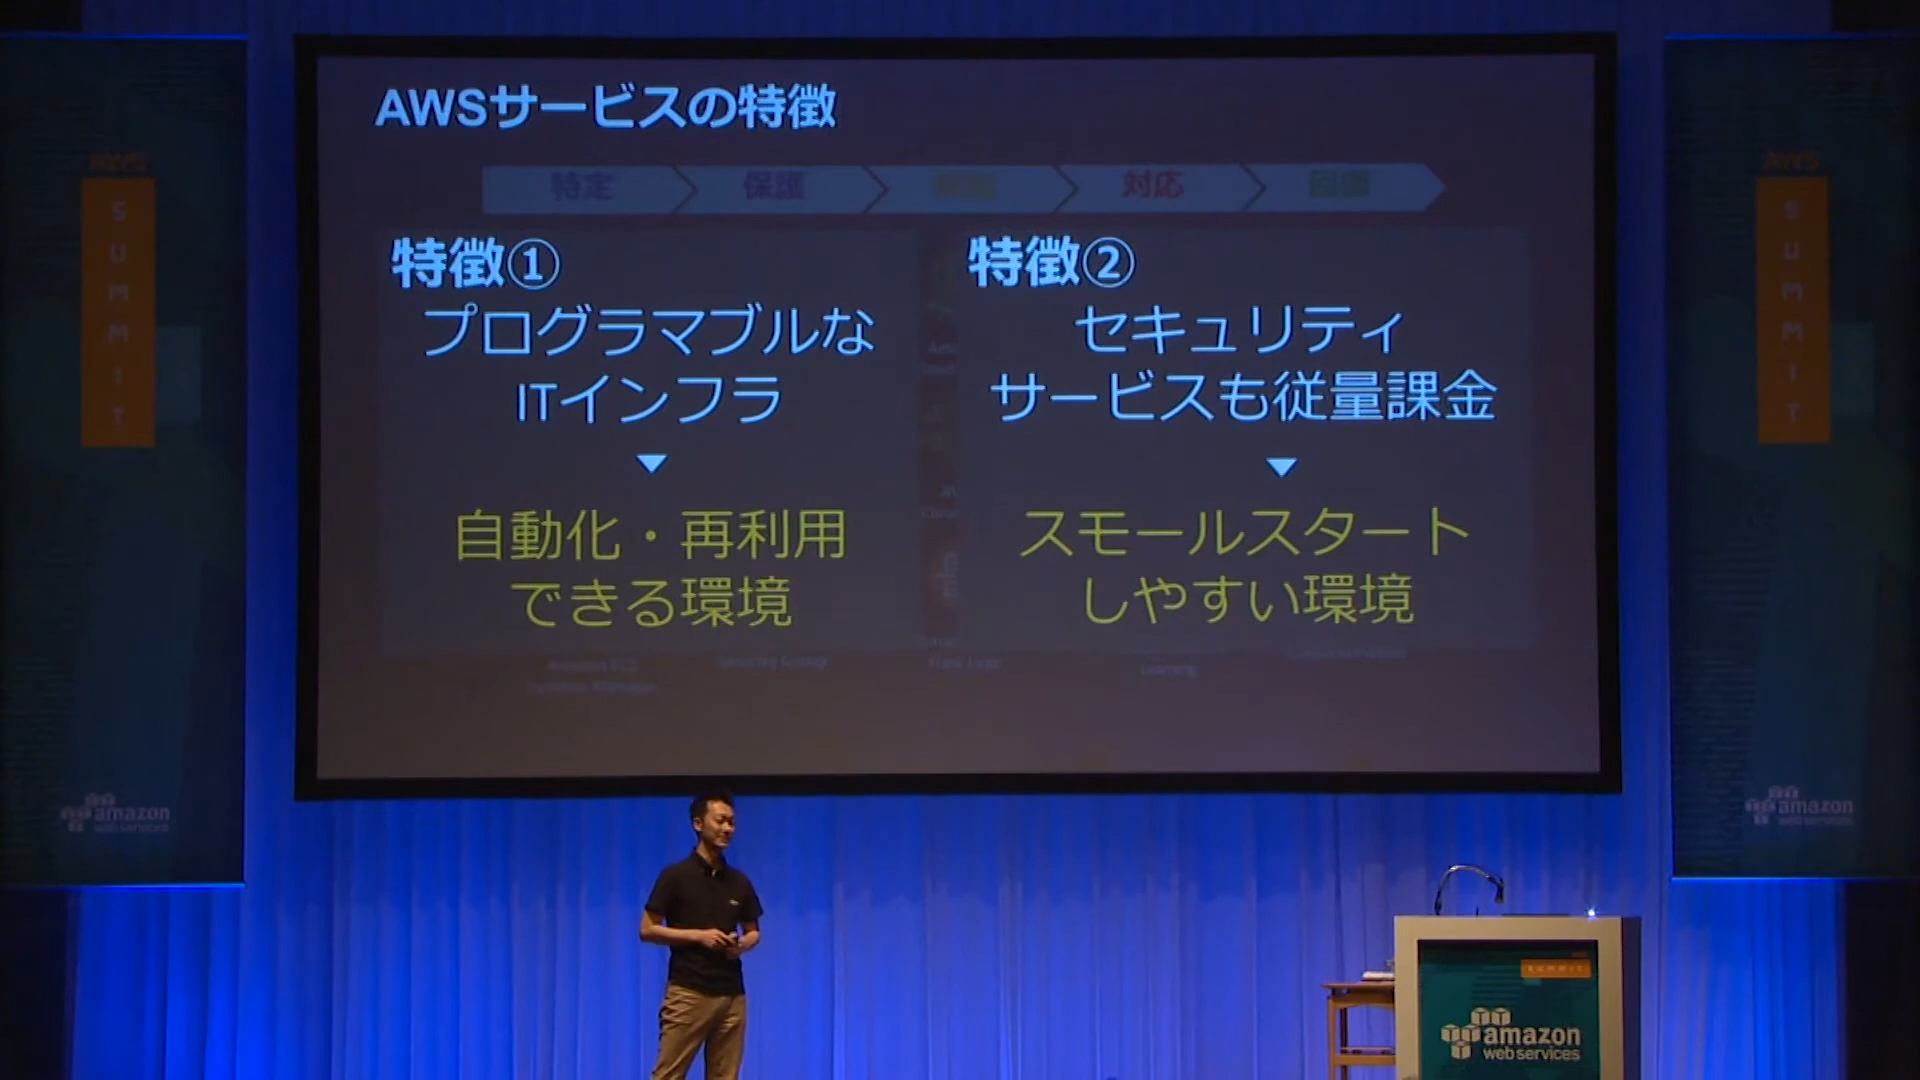 AWSサービスの特徴
特定
保護
対応
特徴①
プログラマブルな
ITインフラ
自動化・再利用
できる環境
特徴②
セキュリティ
サービスも従量課金
スモールスタート
しやすい環境
Learning
AWS
SUMMIT
amazon
web services
AWS
SUMMIT
amazon
web services
SUMMIT
amazon
web services